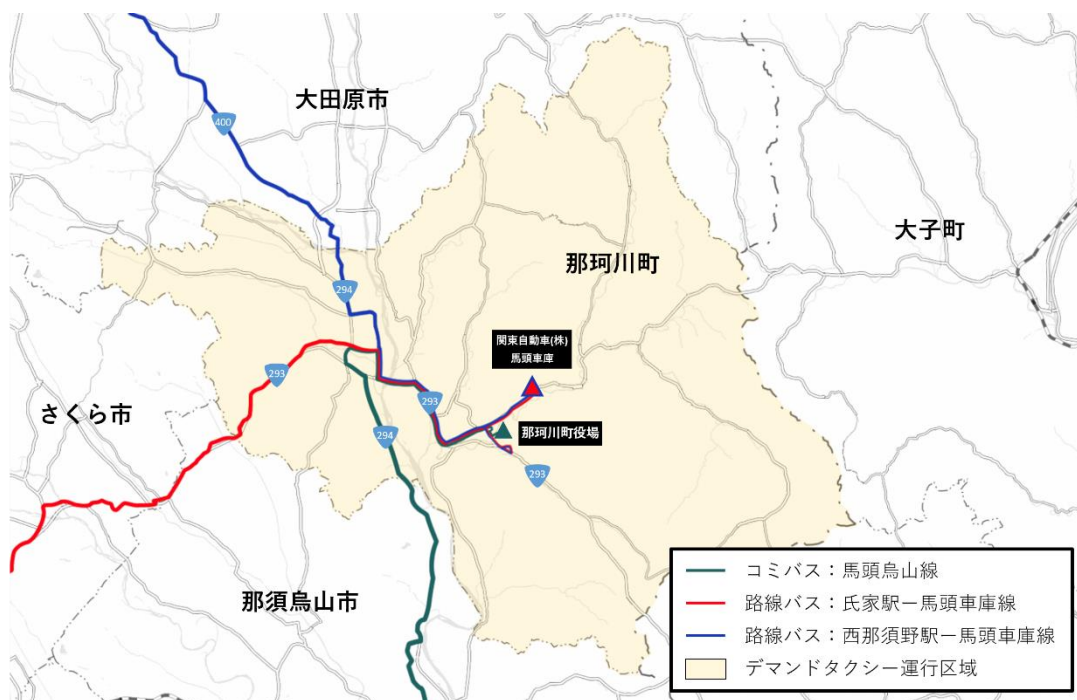 大田原市
400
大子町
那珂川町
294
関東自動車(株)
馬頭車庫
293
293
さくら市
294
那珂川町役場
293
那須烏山市
コミバス：馬頭烏山線
路線バス：氏家駅ー馬頭車庫線
路線バス：西那須野駅ー馬頭車庫線
デマンドタクシー運行区域